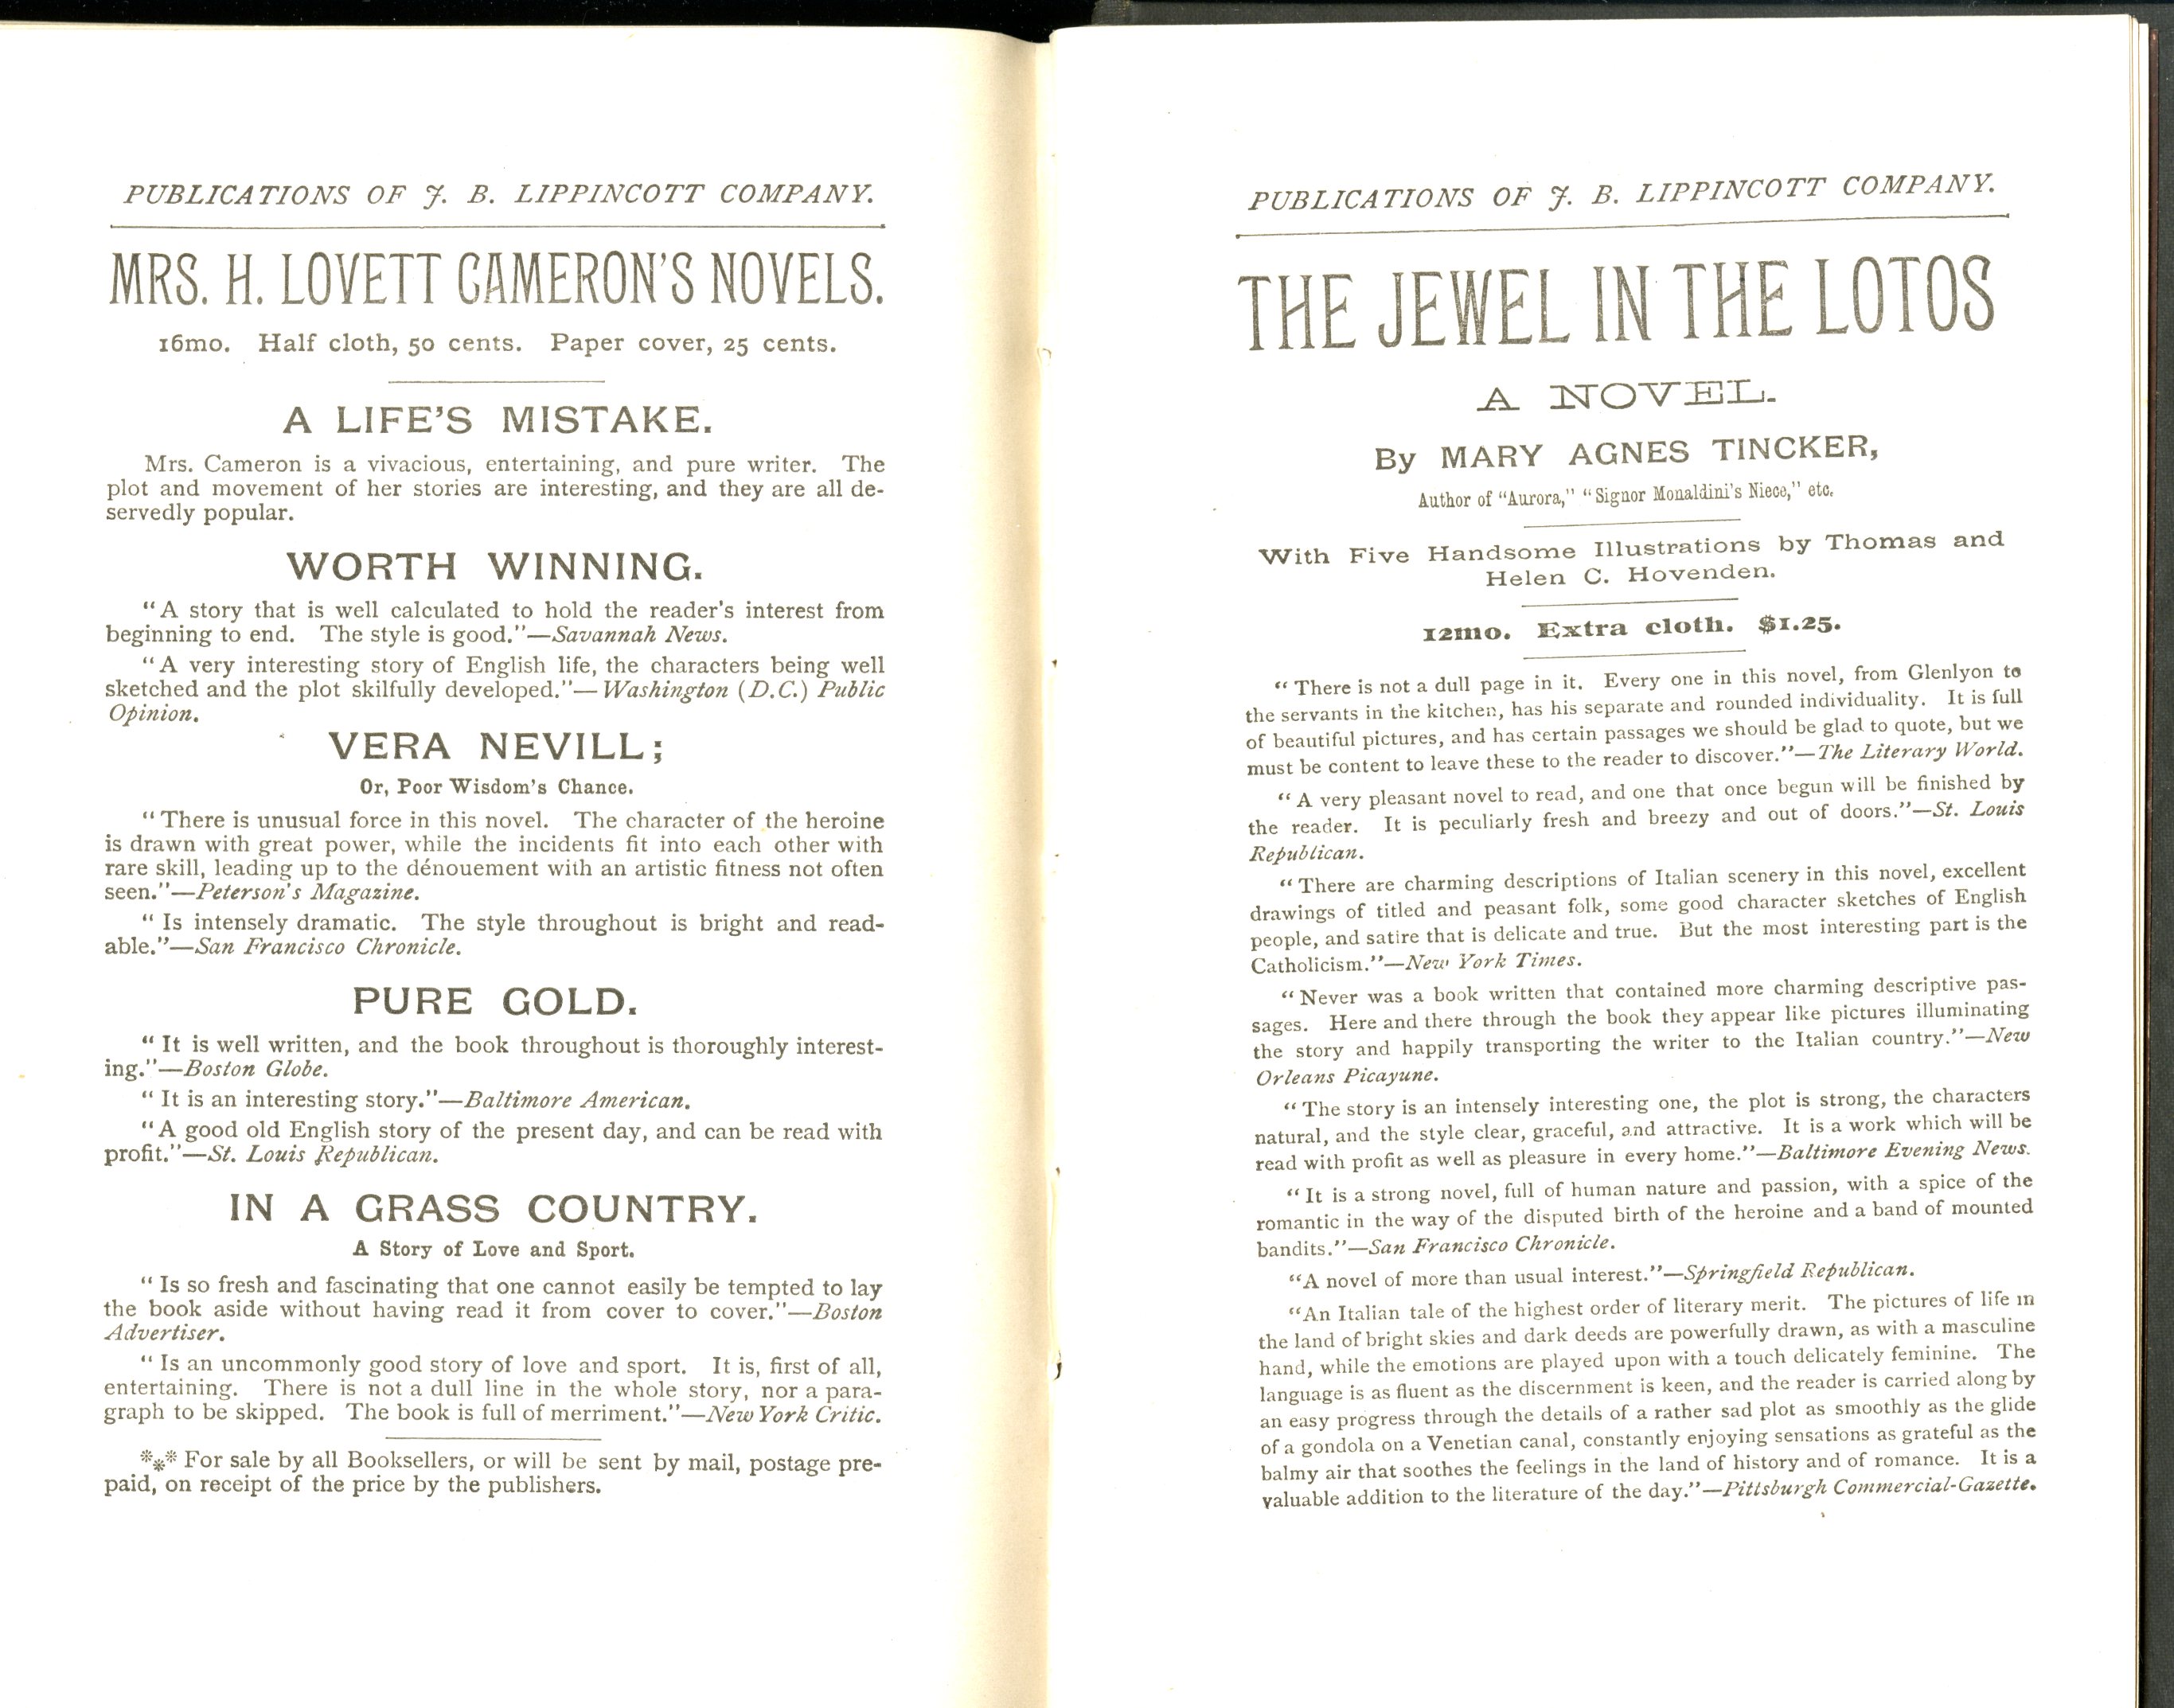 PUBLICATIONS OF J. B. LIPPINCOTT COMPANY.
MRS. H. LOVETT CAMERON'S NOVELS.
16mo. Half cloth, 50 cents. Paper cover, 25 cents.
A LIFE'S MISTAKE.
Mrs. Cameron is a vivacious, entertaining, and pure writer. The
plot and movement of her stories are interesting, and they are all de-
servedly popular.
WORTH WINNING.
“A story that is well calculated to hold the reader's interest from
beginning to end. The style is good.”—Savannah News.
“A very interesting story of English life, the characters being well
sketched and the plot skilfully developed.”—Washington (D.C.) Public
Opinion.
VERA NEVILL;
Or, Poor Wisdom's Chance.
“There is unusual force in this novel. The character of the heroine
is drawn with great power, while the incidents fit into each other with
rare skill, leading up to the dénouement with an artistic fitness not often
seen.”—Peterson's Magazine.
“Is intensely dramatic. The style throughout is bright and read-
able.”—San Francisco Chronicle.
PURE GOLD.
“It is well written, and the book throughout is thoroughly interest-
ing.”—Boston Globe.
“It is an interesting story.”—Baltimore American.
“A good old English story of the present day, and can be read with
profit.”—St. Louis Republican.
IN A GRASS COUNTRY.
A Story of Love and Sport.
“Is so fresh and fascinating that one cannot easily be tempted to lay
the book aside without having read it from cover to cover.”—Boston
Advertiser.
“Is an uncommonly good story of love and sport. It is, first of all,
entertaining. There is not a dull line in the whole story, nor a para-
graph to be skipped. The book is full of merriment.”—New York Critic.
*** For sale by all Booksellers, or will be sent by mail, postage pre-
paid, on receipt of the price by the publishers.
PUBLICATIONS OF J. B. LIPPINCOTT COMPANY.
THE JEWEL IN THE LOTOS
A NOVEL.
By MARY AGNES TINCKER,
Author of “Aurora,” “Signor Monaldini's Niece,” etc.
With Five Handsome Illustrations by Thomas and
Helen C. Hovenden.
12mo. Extra cloth. $1.25.
“There is not a dull page in it. Every one in this novel, from Glenlyon to
the servants in the kitchen, has his separate and rounded individuality. It is full
of beautiful pictures, and has certain passages we should be glad to quote, but we
must be content to leave these to the reader to discover.”—The Literary World.
“A very pleasant novel to read, and one that once begun will be finished by
the reader. It is peculiarly fresh and breezy and out of doors.”—St. Louis
Republican.
“There are charming descriptions of Italian scenery in this novel, excellent
drawings of titled and peasant folk, some good character sketches of English
people, and satire that is delicate and true. But the most interesting part is the
Catholicism.”—New York Times.
“Never was a book written that contained more charming descriptive pas-
sages. Here and there through the book they appear like pictures illuminating
the story and happily transporting the writer to the Italian country.”—New
Orleans Picayune.
“The story is an intensely interesting one, the plot is strong, the characters
natural, and the style clear, graceful, and attractive. It is a work which will be
read with profit as well as pleasure in every home.”—Baltimore Evening News.
“It is a strong novel, full of human nature and passion, with a spice of the
romantic in the way of the disputed birth of the heroine and a band of mounted
bandits.”—San Francisco Chronicle.
“A novel of more than usual interest.”—Springfield Republican.
“An Italian tale of the highest order of literary merit. The pictures of life in
the land of bright skies and dark deeds are powerfully drawn, as with a masculine
hand, while the emotions are played upon with a touch delicately feminine. The
language is as fluent as the discernment is keen, and the reader is carried along by
an easy progress through the details of a rather sad plot as smoothly as the glide
of a gondola on a Venetian canal, constantly enjoying sensations as grateful as the
balmy air that soothes the feelings in the land of history and of romance. It is a
valuable addition to the literature of the day.”—Pittsburgh Commercial-Gazette.